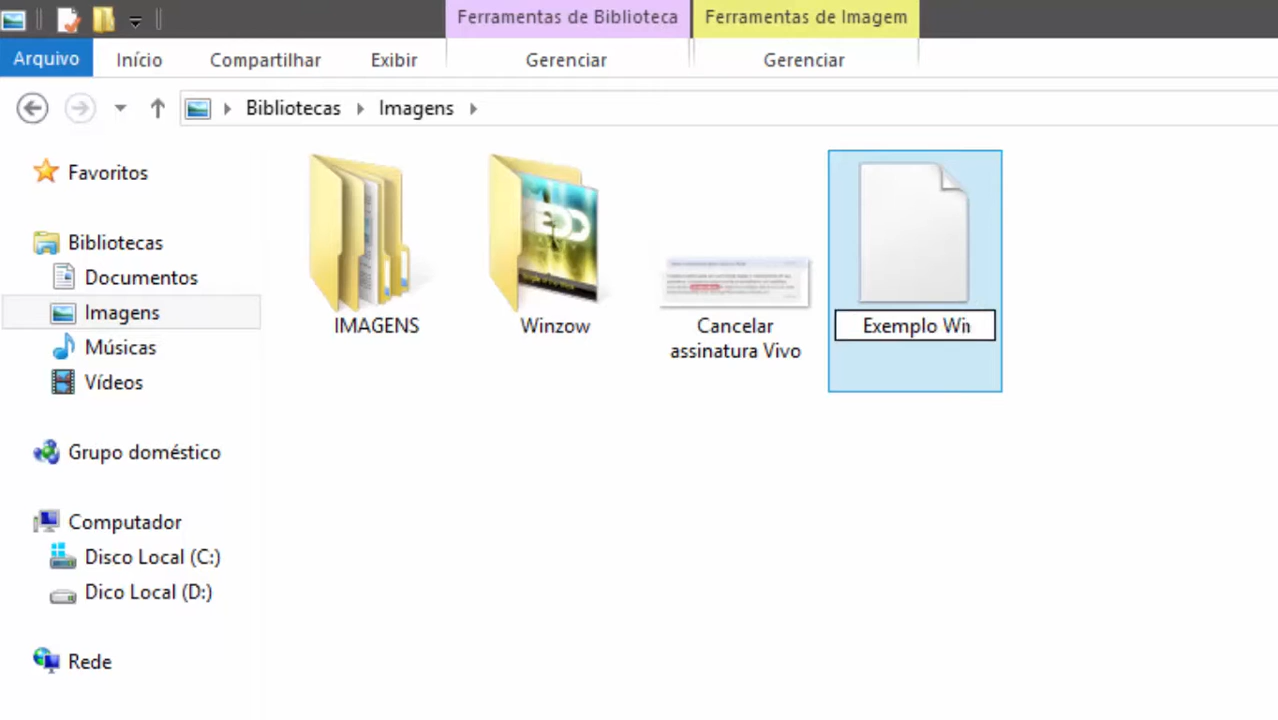 Ferramentas de Biblioteca
Ferramentas de Imagem
Arquivo
Início
Compartilhar
Exibir
Gerenciar
Gerenciar
Bibliotecas
Imagens
Favoritos
Bibliotecas
Documentos
Imagens
Músicas
Vídeos
Grupo doméstico
Computador
Disco Local (C:)
Dico Local (D:)
Rede
IMAGENS
Winzow
Cancelar
assinatura Vivo
Exemplo Win